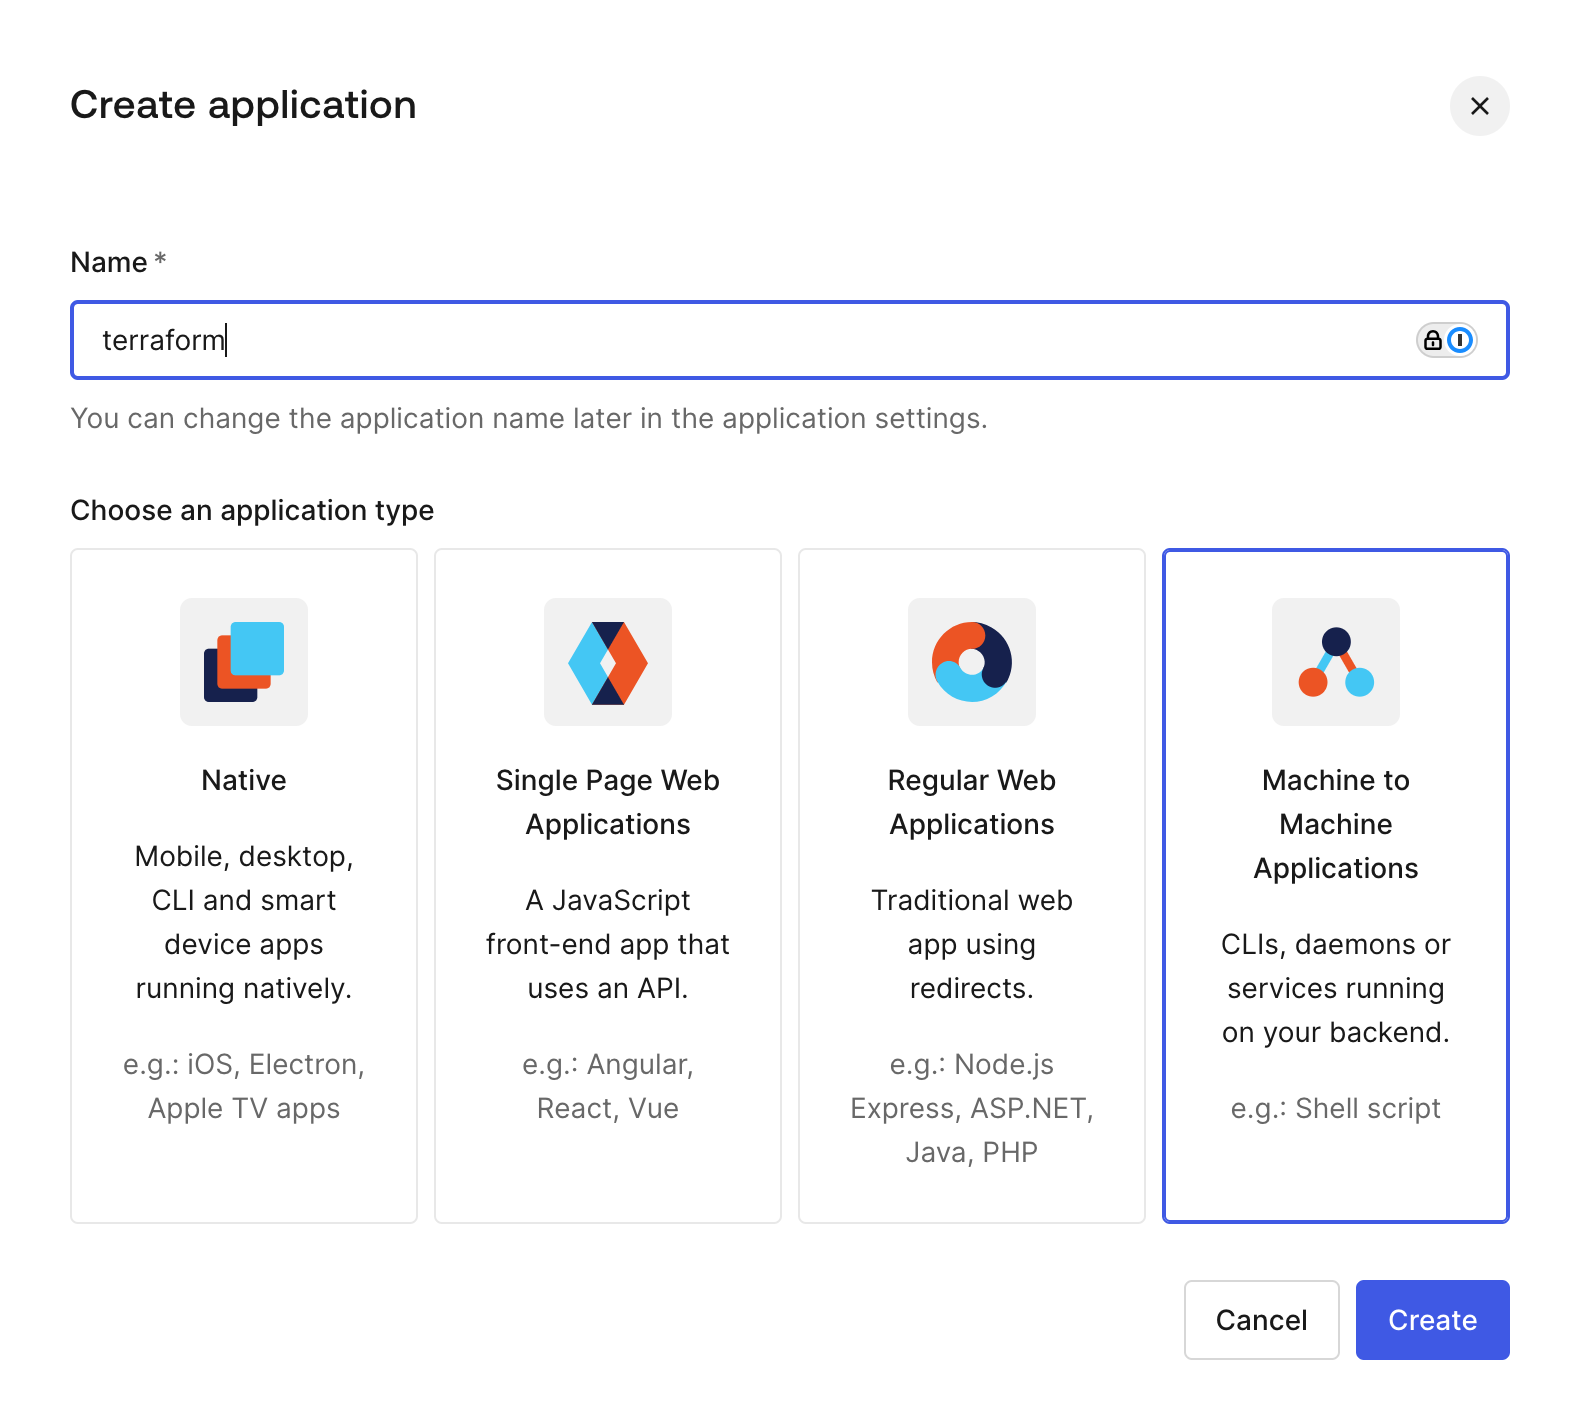 Create application
Name *
terraform
You can change the application name later in the application settings.
Choose an application type
Native
Mobile, desktop,
CLI and smart
device apps
running natively.
e.g.: iOS, Electron,
Apple TV apps
Single Page Web
Applications
A JavaScript
front-end app that
uses an API.
e.g.: Angular,
React, Vue
Regular Web
Applications
Traditional web
app using
redirects.
e.g.: Node.js
Express, ASP.NET,
Java, PHP
Machine to
Machine
Applications
CLIs, daemons or
services running
on your backend.
e.g.: Shell script
Cancel
Create